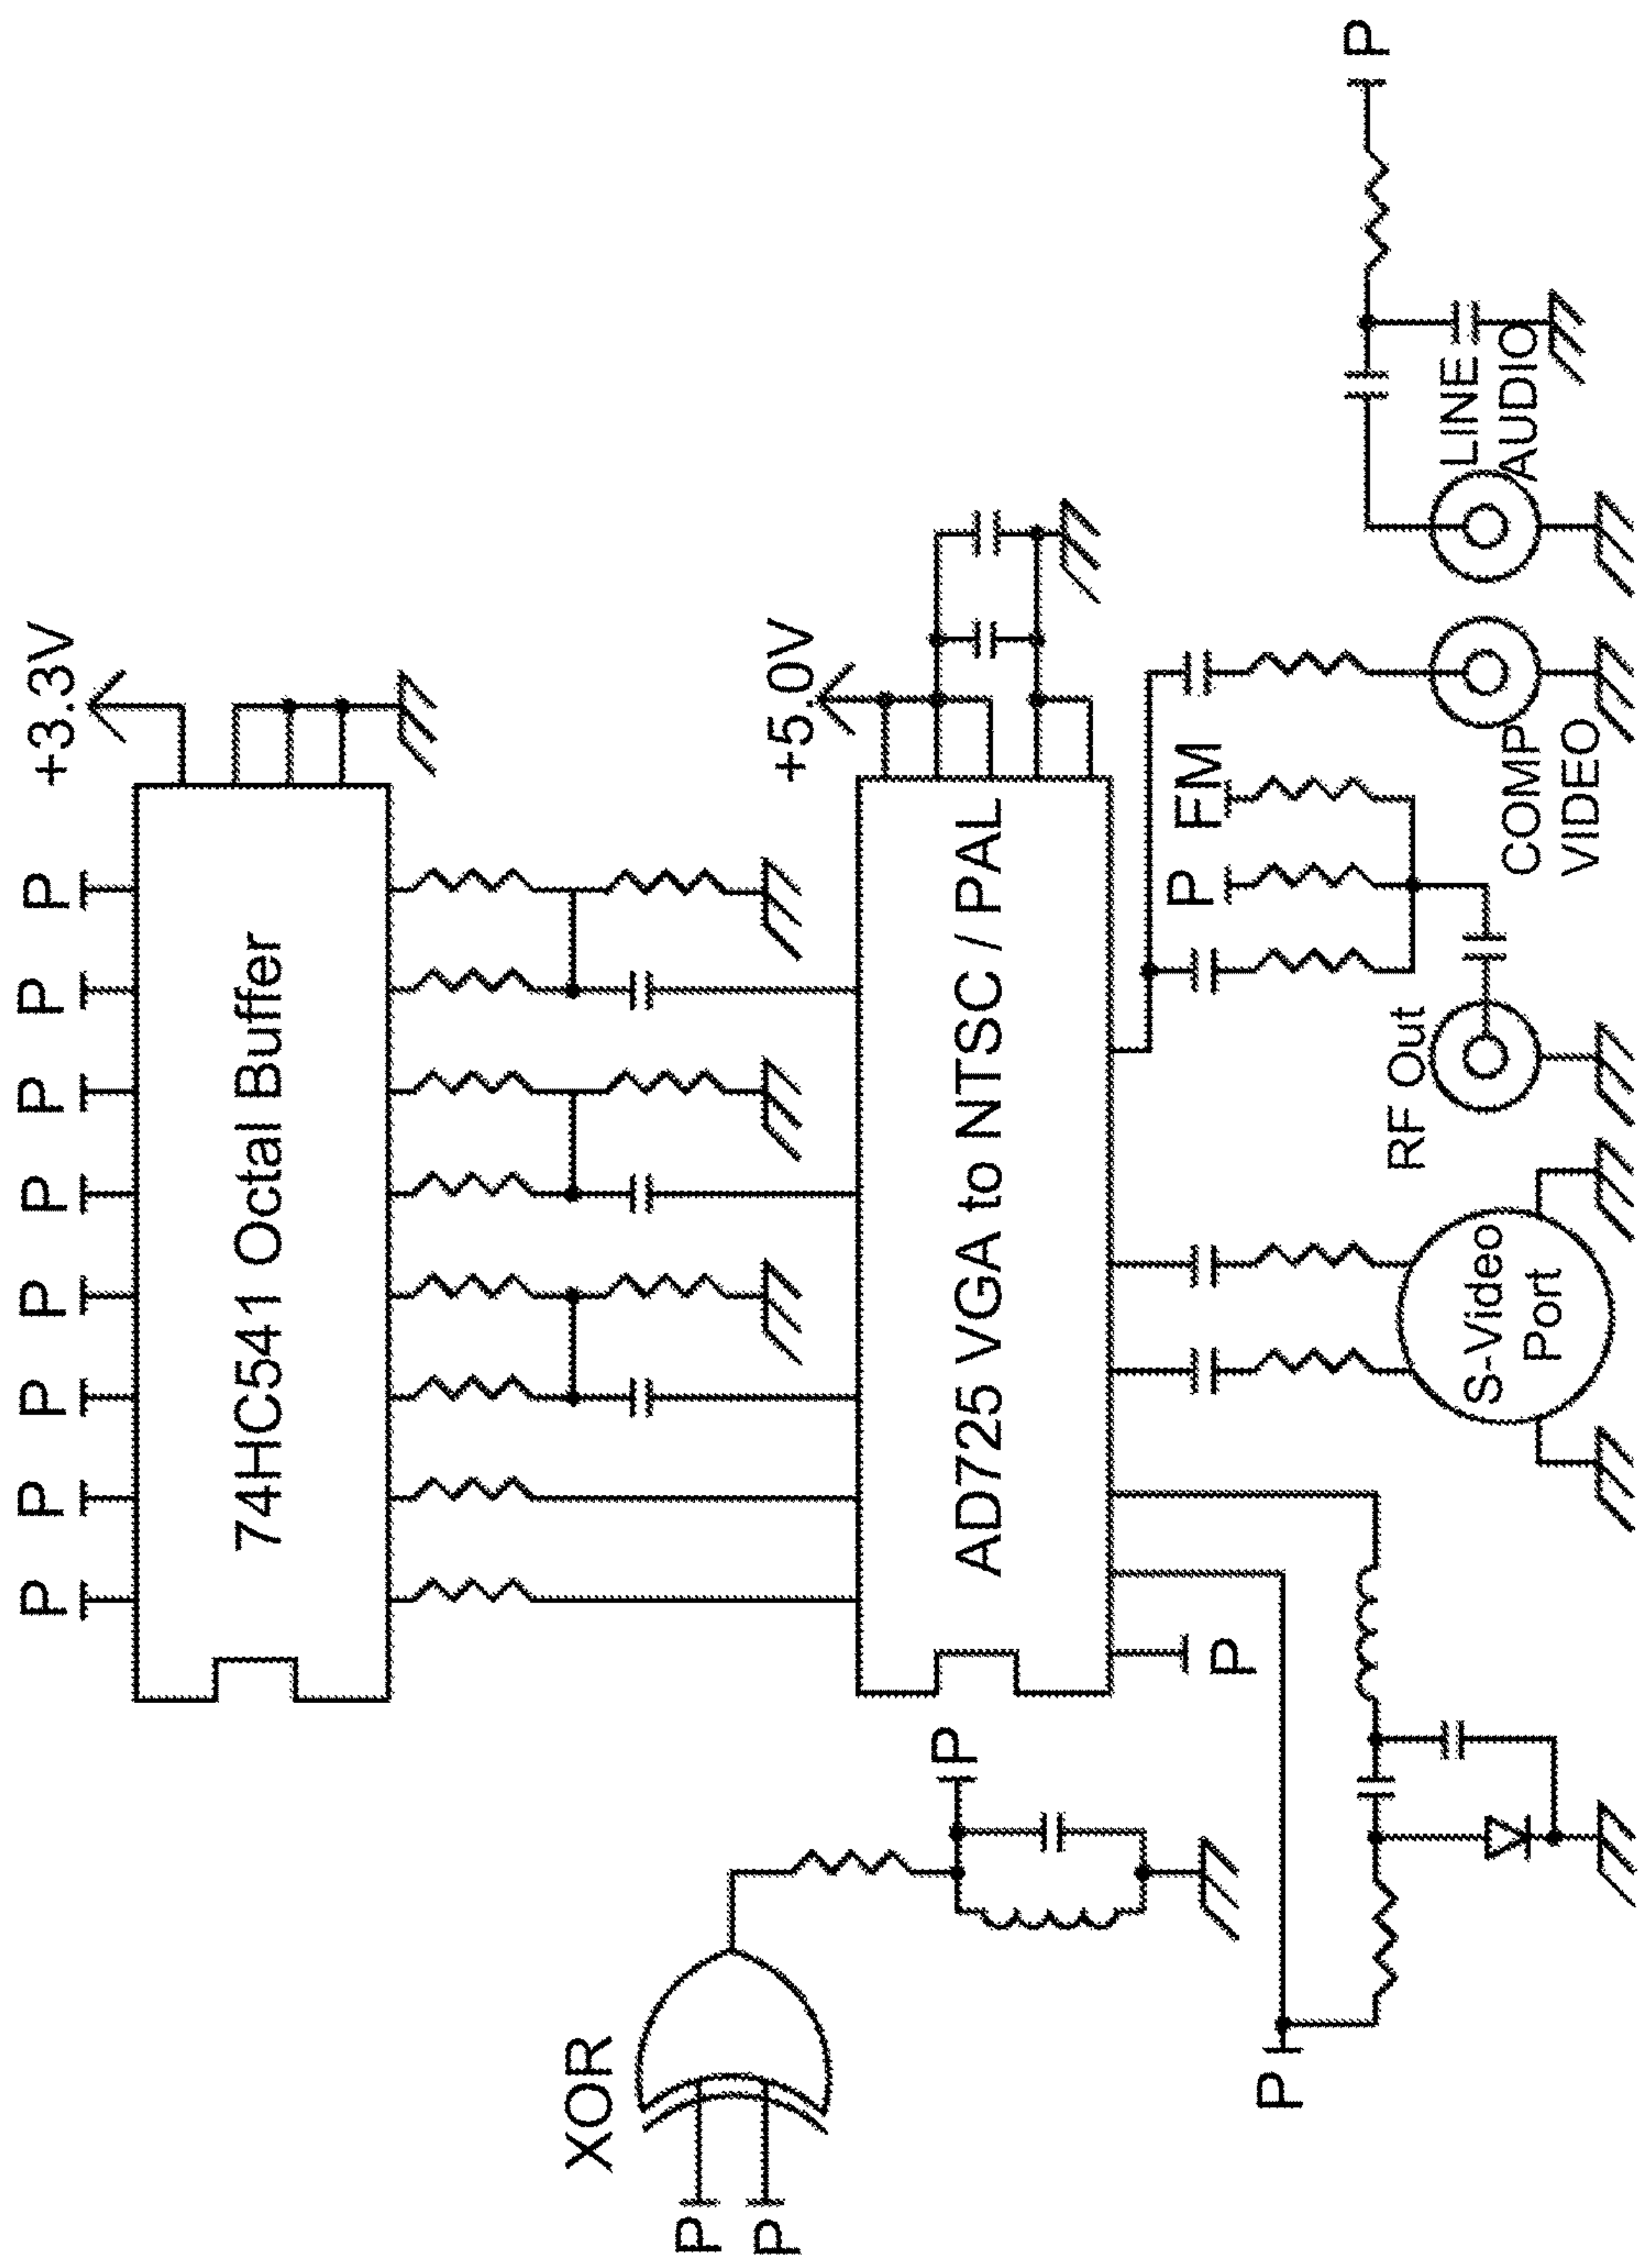 P
P
P
P
P
P
P
P
+3.3V
74HC541 Octal Buffer
XOR
P
P
+5.0V
P
AD725 VGA to NTSC / PAL
P
FM
P
P
P
RF Out
S-Video
Port
COMP
VIDEO
LINE
AUDIO